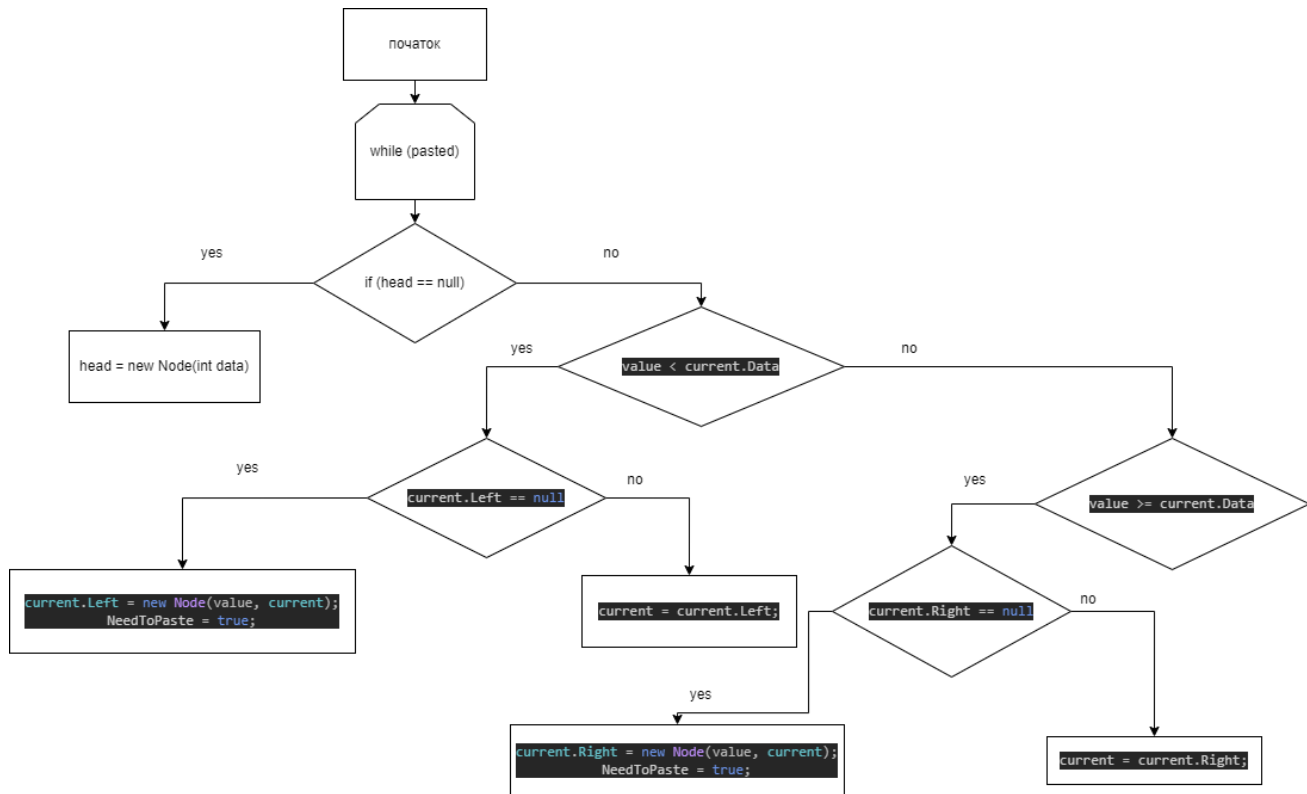 початок
while (pasted)
yes
no
if (head == null)
head = new Node(int data)
yes
no
value < current.Data
yes
no
current.Left == null
yes
value >= current.Data
current.Left = new Node(value, current);
NeedToPaste = true;
current = current.Left;
current.Right == null
no
yes
current.Right = new Node(value, current);
NeedToPaste = true;
current = current.Right;